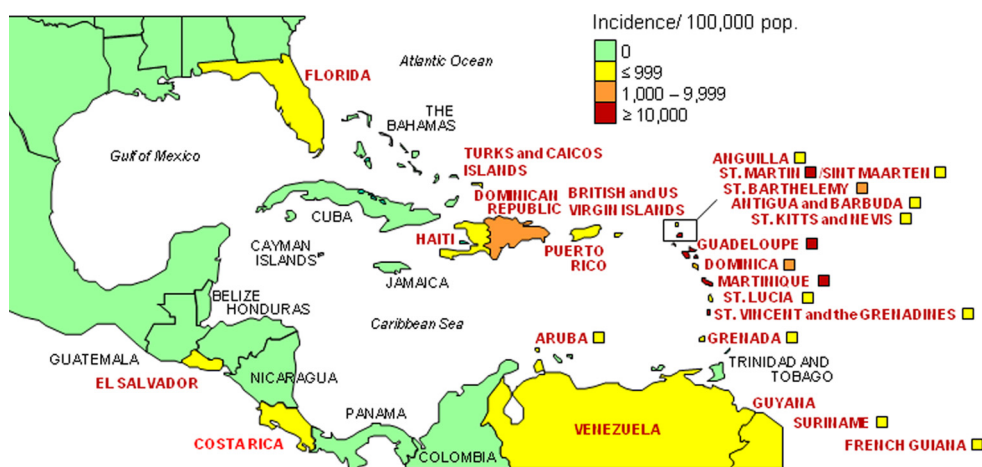 Incidence/ 100,000 pop.
0
≤ 999
1,000 – 9,999
≥ 10,000
FLORIDA
Atlantic Ocean
THE
BAHAMAS
Gulf of Mexico
TURKS and CAICOS
ISLANDS
ANGUILLA
ST. MARTIN /SINT MAARTEN
ST. BARTHELEMY
ANTIGUA and BARBUDA
ST. KITTS and NEVIS
DOMINICAN
REPUBLIC
BRITISH and US
VIRGIN ISLANDS
CUBA
HAITI
PUERTO
RICO
CAYMAN
ISLANDS
JAMAICA
GUADELOUPE
DOMINICA
MARTINIQUE
ST. LUCIA
ST. VINCENT and the GRENADINES
BELIZE
HONDURAS
Caribbean Sea
ARUBA
GRENADA
GUATEMALA
TRINIDAD AND
TOBAGO
EL SALVADOR
NICARAGUA
PANAMA
GUYANA
COSTA RICA
VENEZUELA
SURINAME
COLOMBIA
FRENCH GUIANA